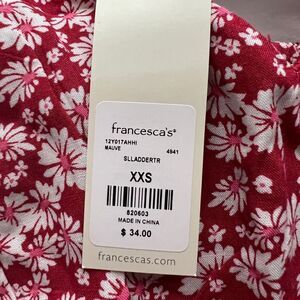 francesca's®
12Y017AHHI
MAUVE 4941
SLLADDERTR
XXS
820603
MADE IN CHINA
$ 34.00
francescas.com